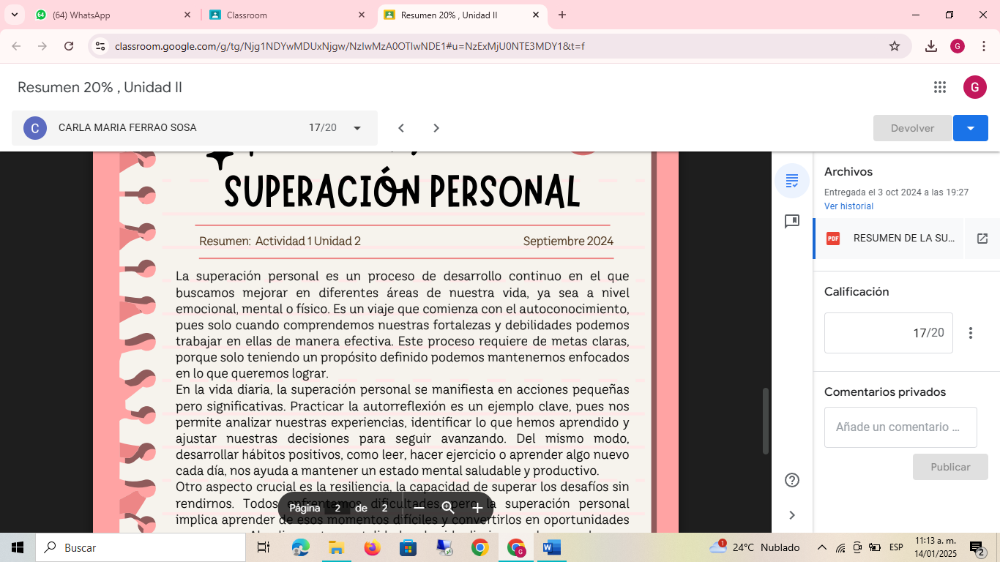 (64) WhatsApp
Classroom
Resumen 20% , Unidad II
classroom.google.com/g/tg/Njg1NDYwMDUxNjgw/NzIwMzA0OTIwNDE1#u=NzExMjU0NTE3MDY1&t=f
G
Resumen 20% , Unidad II
G
C CARLA MARIA FERRAO SOSA 17/20
Devolver
SUPERACIÓN PERSONAL
Resumen: Actividad 1 Unidad 2 Septiembre 2024
La superación personal es un proceso de desarrollo continuo en el que
buscamos mejorar en diferentes áreas de nuestra vida, ya sea a nivel
emocional, mental o físico. Es un viaje que comienza con el autoconocimiento,
pues solo cuando comprendemos nuestras fortalezas y debilidades podemos
trabajar en ellas de manera efectiva. Este proceso requiere de metas claras,
porque solo teniendo un propósito definido podemos mantenernos enfocados
en lo que queremos lograr.
En la vida diaria, la superación personal se manifiesta en acciones pequeñas
pero significativas. Practicar la autorreflexión es un ejemplo clave, pues nos
permite analizar nuestras experiencias, identificar lo que hemos aprendido y
ajustar nuestras decisiones para seguir avanzando. Del mismo modo,
desarrollar hábitos positivos, como leer, hacer ejercicio o aprender algo nuevo
cada día, nos ayuda a mantener un estado mental saludable y productivo.
Otro aspecto crucial es la resiliencia, la capacidad de superar los desafíos sin
rendirnos. Todos enfrentamos dificultades, pero la superación personal
implica aprender de esos momentos difíciles y convertirlos en oportunidades
Página 2 de 2
Archivos
Entregada el 3 oct 2024 a las 19:27
Ver historial
PDF RESUMEN DE LA SU...
Calificación
17/20
Comentarios privados
Añade un comentario ...
Publicar
Buscar
1
24°C Nublado
ESP
11:13 a. m.
14/01/2025
2